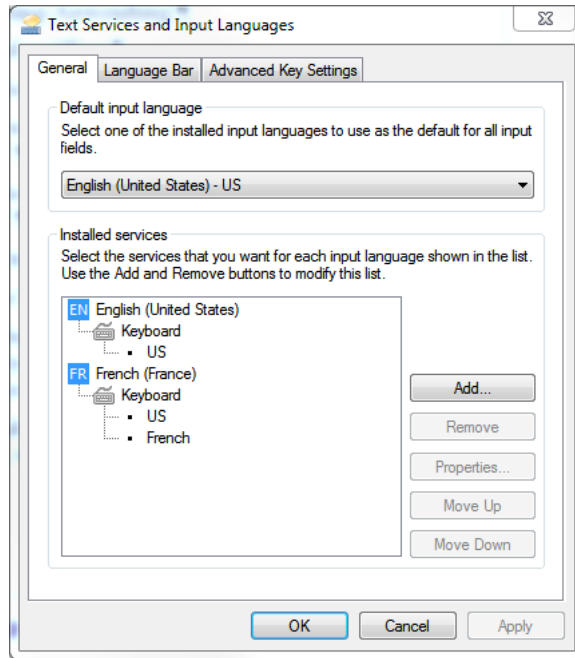 Text Services and Input Languages
General
Language Bar
Advanced Key Settings
Default input language
Select one of the installed input languages to use as the default for all input
fields.
English (United States) - US
Installed services
Select the services that you want for each input language shown in the list.
Use the Add and Remove buttons to modify this list.
EN English (United States)
Keyboard
US
FR French (France)
Keyboard
US
French
Add...
Remove
Properties...
Move Up
Move Down
OK
Cancel
Apply